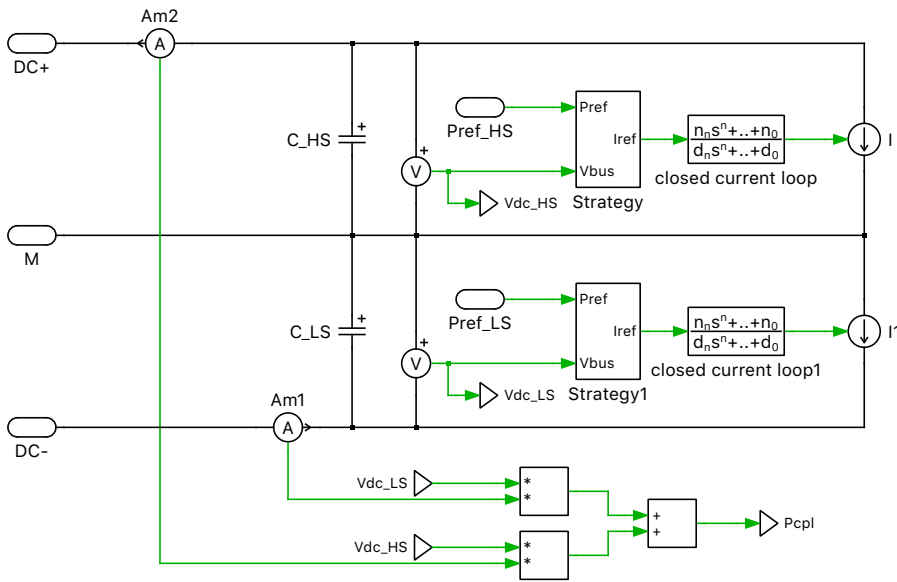 Am2
A
DC+
Pref_HS
Pref
Iref
Vbus
Strategy
nₙsⁿ+..+n₀
dₙsⁿ+..+d₀
closed current loop
I
C_HS
+
+
V
Vdc_HS
M
Pref_LS
Pref
Iref
Vbus
Strategy1
nₙsⁿ+..+n₀
dₙsⁿ+..+d₀
closed current loop1
C_LS
+
+
V
Vdc_LS
Am1
A
DC-
Vdc_LS
*
*
Vdc_HS
*
*
+
+
Pcpl